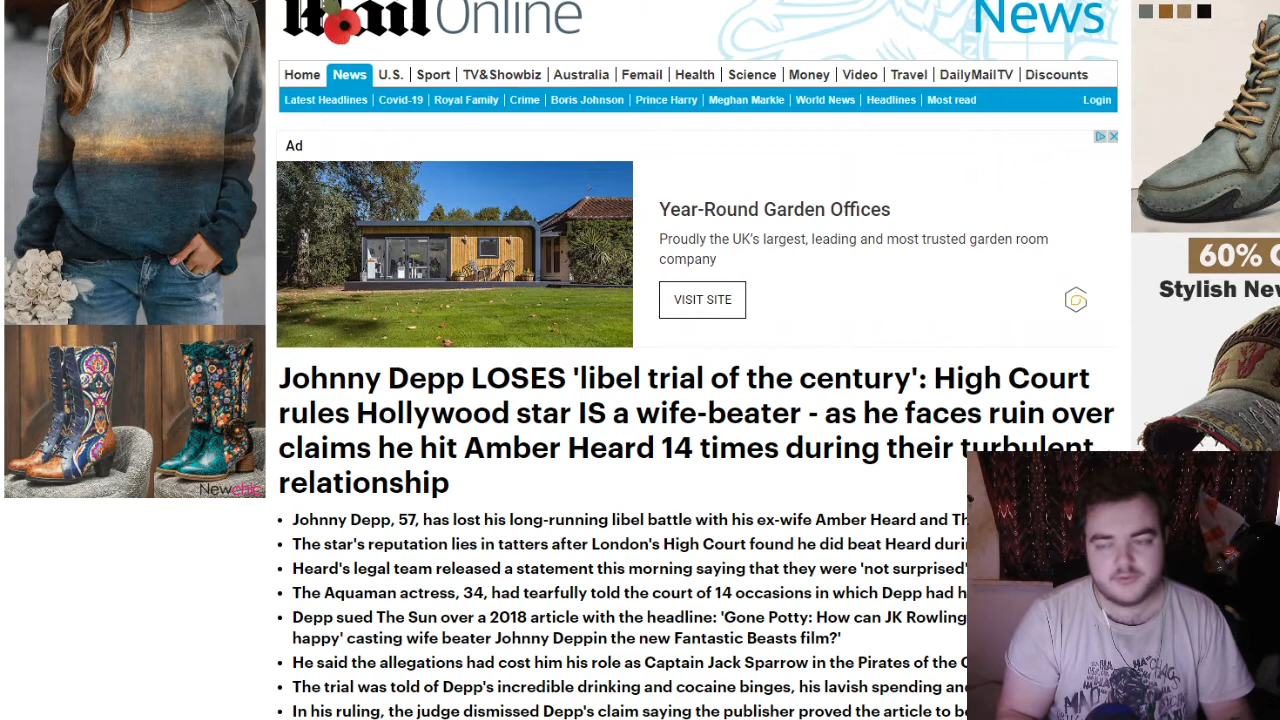 Mail Online
News
Home News U.S. Sport TV&Showbiz Australia Femail Health Science Money Video Travel DailyMailTV Discounts
Latest Headlines Covid-19 Royal Family Crime Boris Johnson Prince Harry Meghan Markle World News Headlines Most read Login
Ad
Year-Round Garden Offices
Proudly the UK's largest, leading and most trusted garden room
company
VISIT SITE
60%
Stylish New
Newchic
Johnny Depp LOSES 'libel trial of the century': High Court
rules Hollywood star IS a wife-beater - as he faces ruin over
claims he hit Amber Heard 14 times during their turbulent
relationship
Johnny Depp, 57, has lost his long-running libel battle with his ex-wife Amber Heard and
The star's reputation lies in tatters after London's High Court found he did beat Heard
Heard's legal team released a statement this morning saying that they were 'not surprised'
The Aquaman actress, 34, had tearfully told the court of 14 occasions in which Depp had
Depp sued The Sun over a 2018 article with the headline: 'Gone Potty: How can JK Rowling
happy' casting wife beater Johnny Deppin the new Fantastic Beasts film?'
He said the allegations had cost him his role as Captain Jack Sparrow in the Pirates of the
The trial was told of Depp's incredible drinking and cocaine binges, his lavish spending
In his ruling, the judge dismissed Depp's claim saying the publisher proved the article to